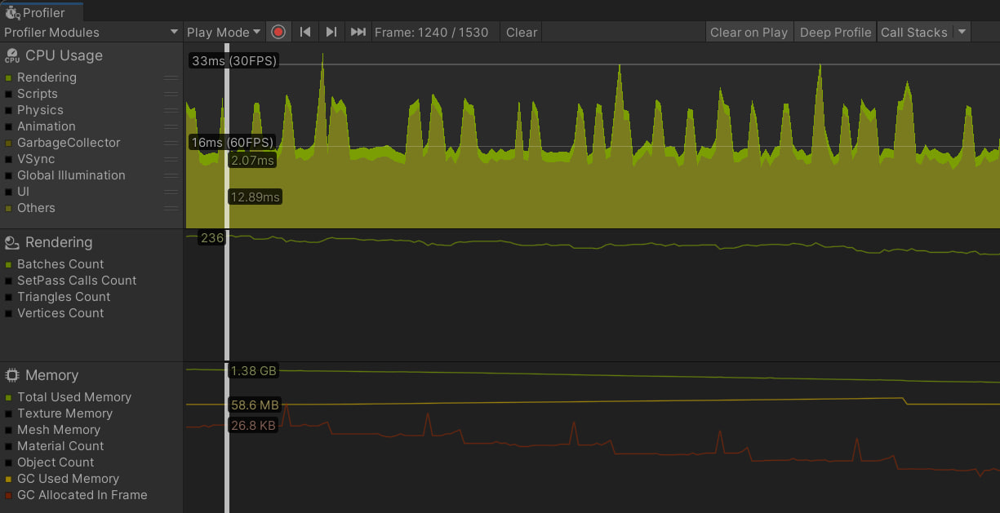 Profiler
Profiler Modules
Play Mode
Frame: 1240 / 1530
Clear
Clear on Play
Deep Profile
Call Stacks
CPU
CPU Usage
Rendering
Scripts
Physics
Animation
GarbageCollector
VSync
Global Illumination
UI
Others
33ms (30FPS)
16ms (60FPS)
2.07ms
12.89ms
Rendering
Batches Count
SetPass Calls Count
Triangles Count
Vertices Count
236
Memory
Total Used Memory
Texture Memory
Mesh Memory
Material Count
Object Count
GC Used Memory
GC Allocated In Frame
1.38 GB
58.6 MB
26.8 KB